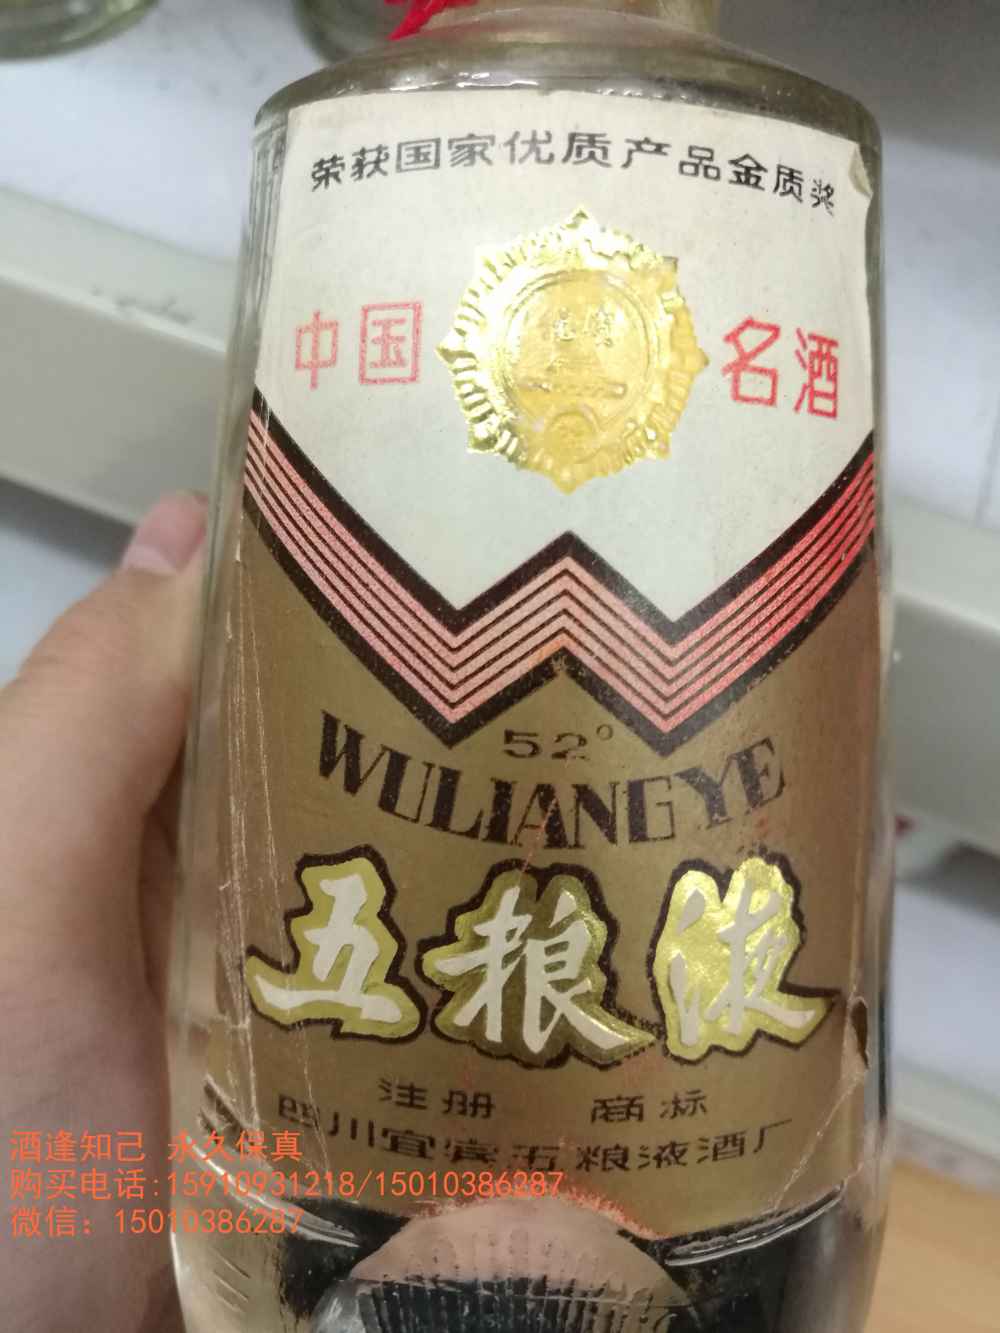 荣获国家优质产品金质奖
中国 名酒
52°
WULIANGYE
五粮液
注册 商标
四川宜宾五粮液酒厂
酒逢知己 永久保真
购买电话:15910931218/15010386287
微信: 15010386287